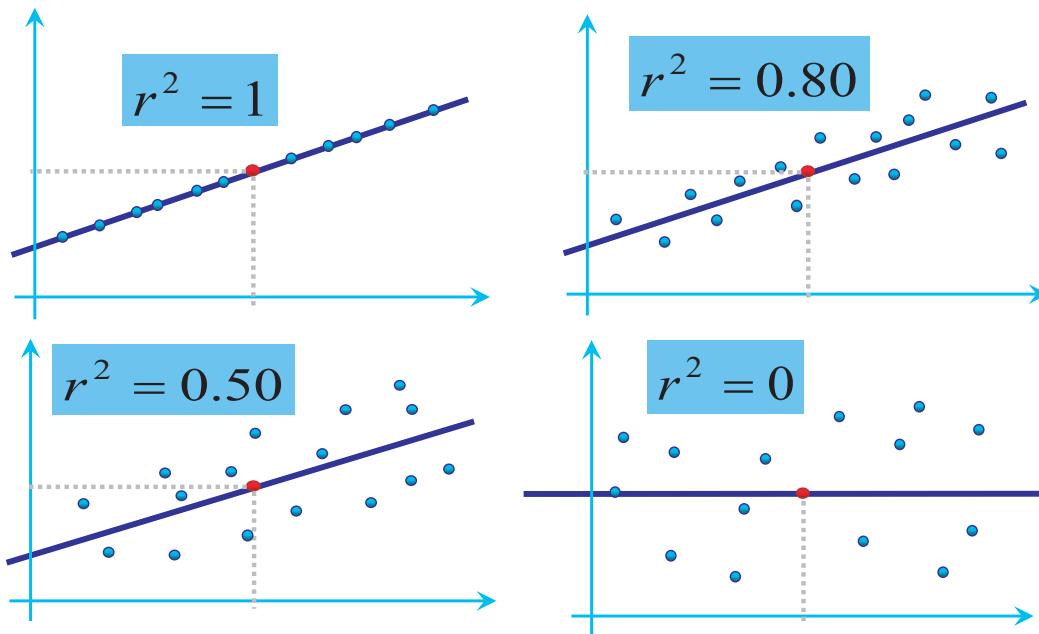 r² = 1
r² = 0.80
r² = 0.50
r² = 0